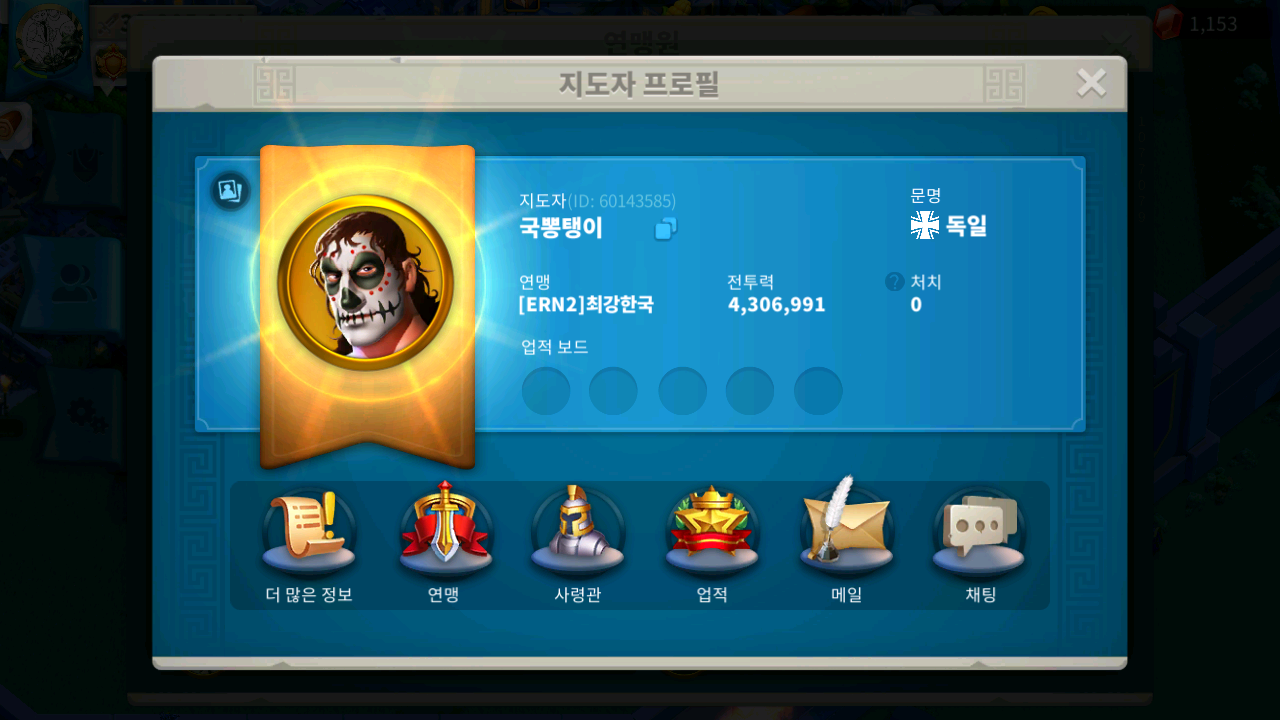 연맹원
1,153
지도자 프로필
지도자(ID: 60143585)
국뽕탱이
문명
독일
연맹
[ERN2]최강한국
전투력
4,306,991
? 처치
0
업적 보드
더 많은 정보
연맹
사령관
업적
메일
채팅